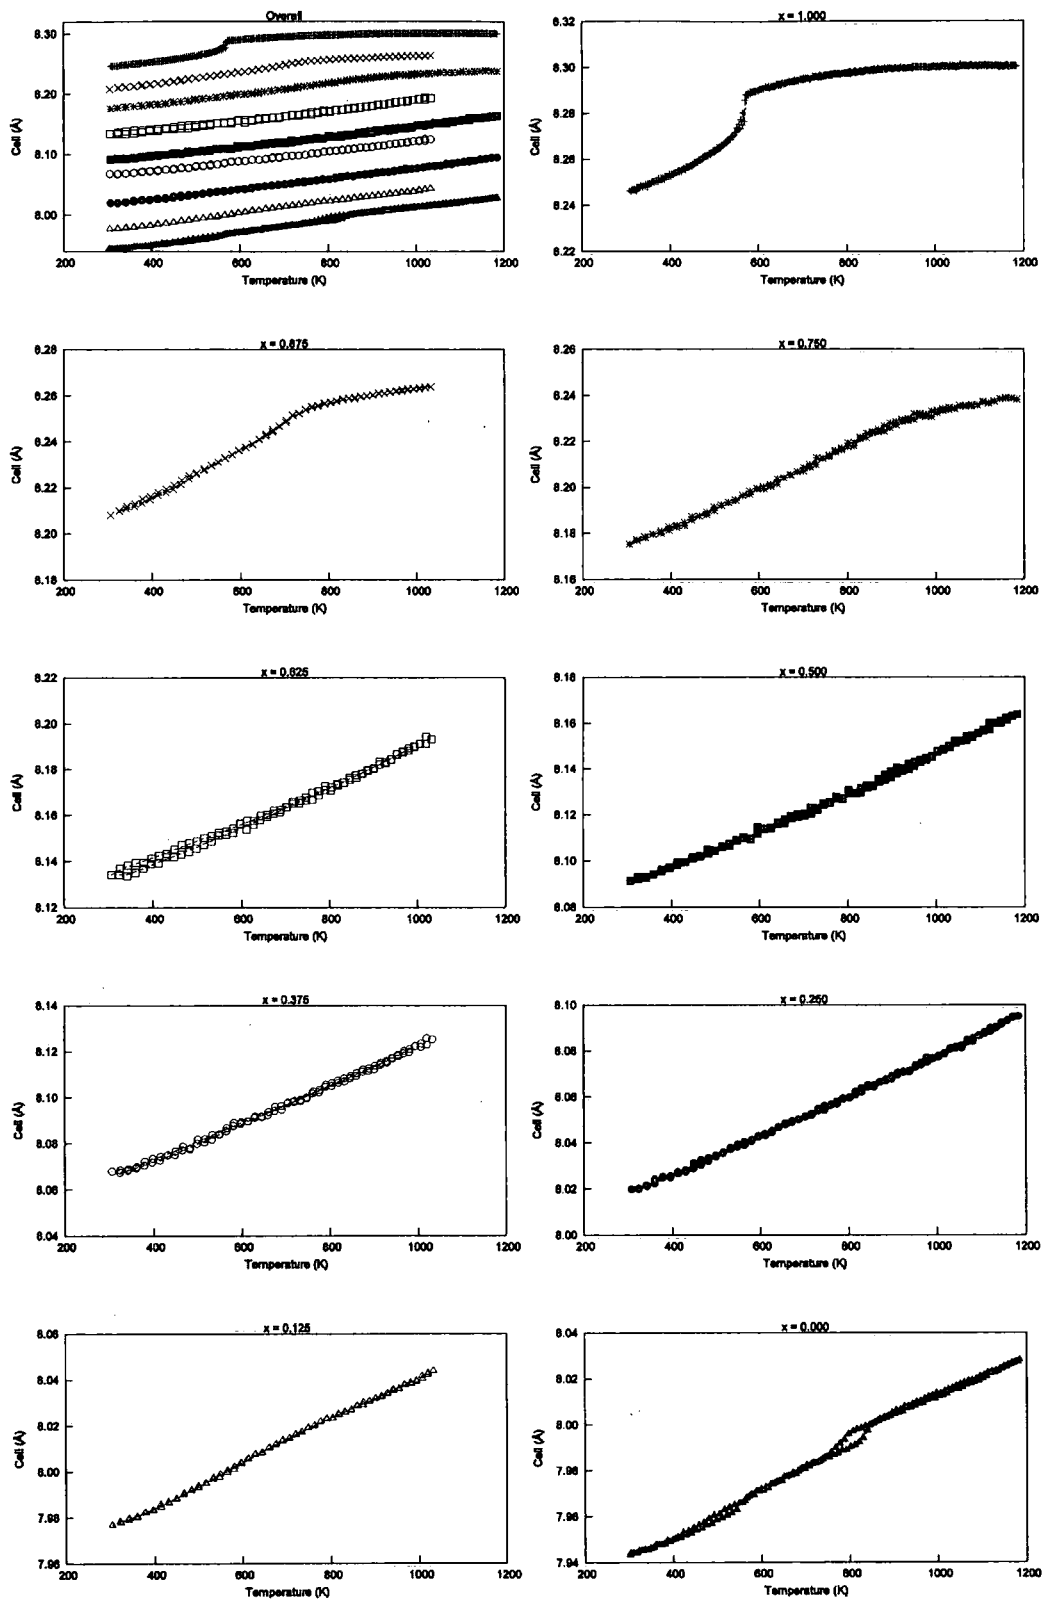 Overall
8.30
8.20
8.10
8.00
Cell (Å)
200 400 600 800 1000 1200
Temperature (K)
x = 1.000
8.32
8.30
8.28
8.26
8.24
8.22
Cell (Å)
200 400 600 800 1000 1200
Temperature (K)
x = 0.875
8.28
8.26
8.24
8.22
8.20
8.18
Cell (Å)
200 400 600 800 1000 1200
Temperature (K)
x = 0.750
8.26
8.24
8.22
8.20
8.18
8.16
Cell (Å)
200 400 600 800 1000 1200
Temperature (K)
x = 0.625
8.22
8.20
8.18
8.16
8.14
8.12
Cell (Å)
200 400 600 800 1000 1200
Temperature (K)
x = 0.500
8.18
8.16
8.14
8.12
8.10
8.08
Cell (Å)
200 400 600 800 1000 1200
Temperature (K)
x = 0.375
8.14
8.12
8.10
8.08
8.06
8.04
Cell (Å)
200 400 600 800 1000 1200
Temperature (K)
x = 0.250
8.10
8.08
8.06
8.04
8.02
8.00
Cell (Å)
200 400 600 800 1000 1200
Temperature (K)
x = 0.125
8.06
8.04
8.02
8.00
7.98
7.96
Cell (Å)
200 400 600 800 1000 1200
Temperature (K)
x = 0.000
8.04
8.02
8.00
7.98
7.96
7.94
Cell (Å)
200 400 600 800 1000 1200
Temperature (K)